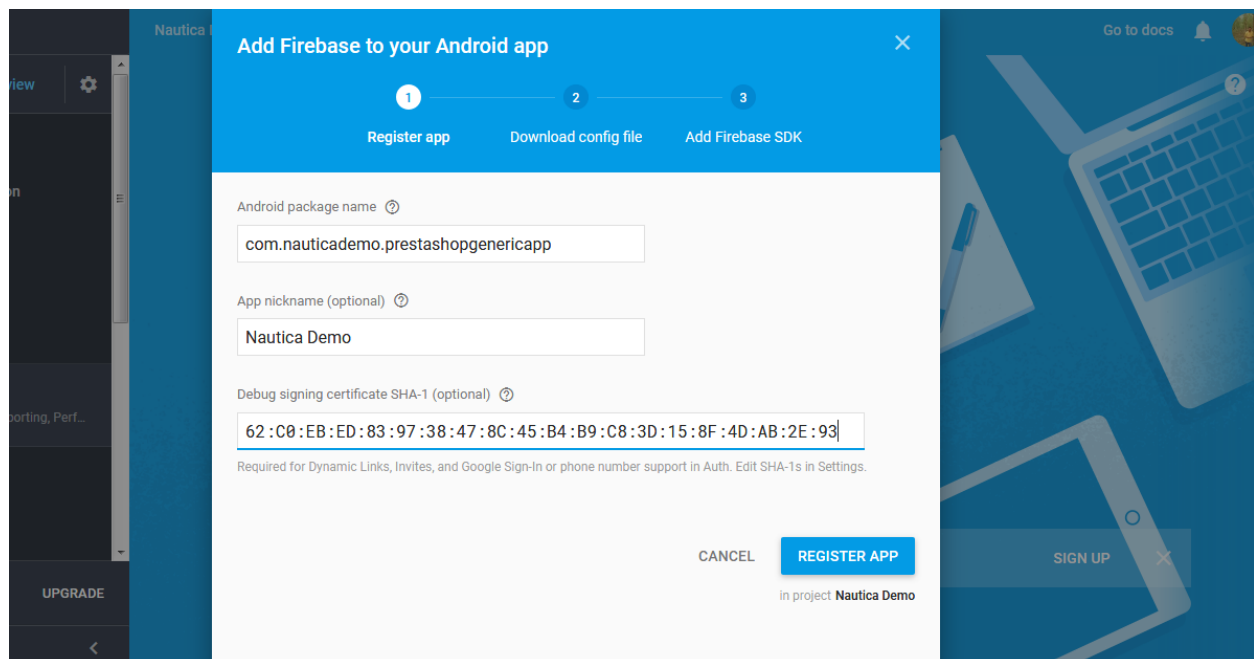 Nautica
Go to docs
Add Firebase to your Android app
1
2
3
Register app
Download config file
Add Firebase SDK
Android package name
com.nauticademo.prestashopgenericapp
App nickname (optional)
Nautica Demo
Debug signing certificate SHA-1 (optional)
62:C0:EB:ED:83:97:38:47:8C:45:B4:B9:C8:3D:15:8F:4D:AB:2E:93
Required for Dynamic Links, Invites, and Google Sign-In or phone number support in Auth. Edit SHA-1s in Settings.
CANCEL
REGISTER APP
in project Nautica Demo
SIGN UP
UPGRADE